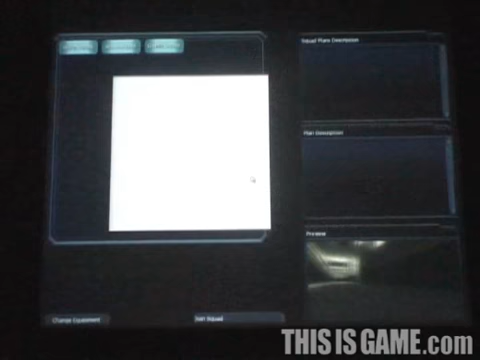 Squad Plans Description
Plan Description
Preview
Change Equipment
Join Squad
THIS IS GAME.com